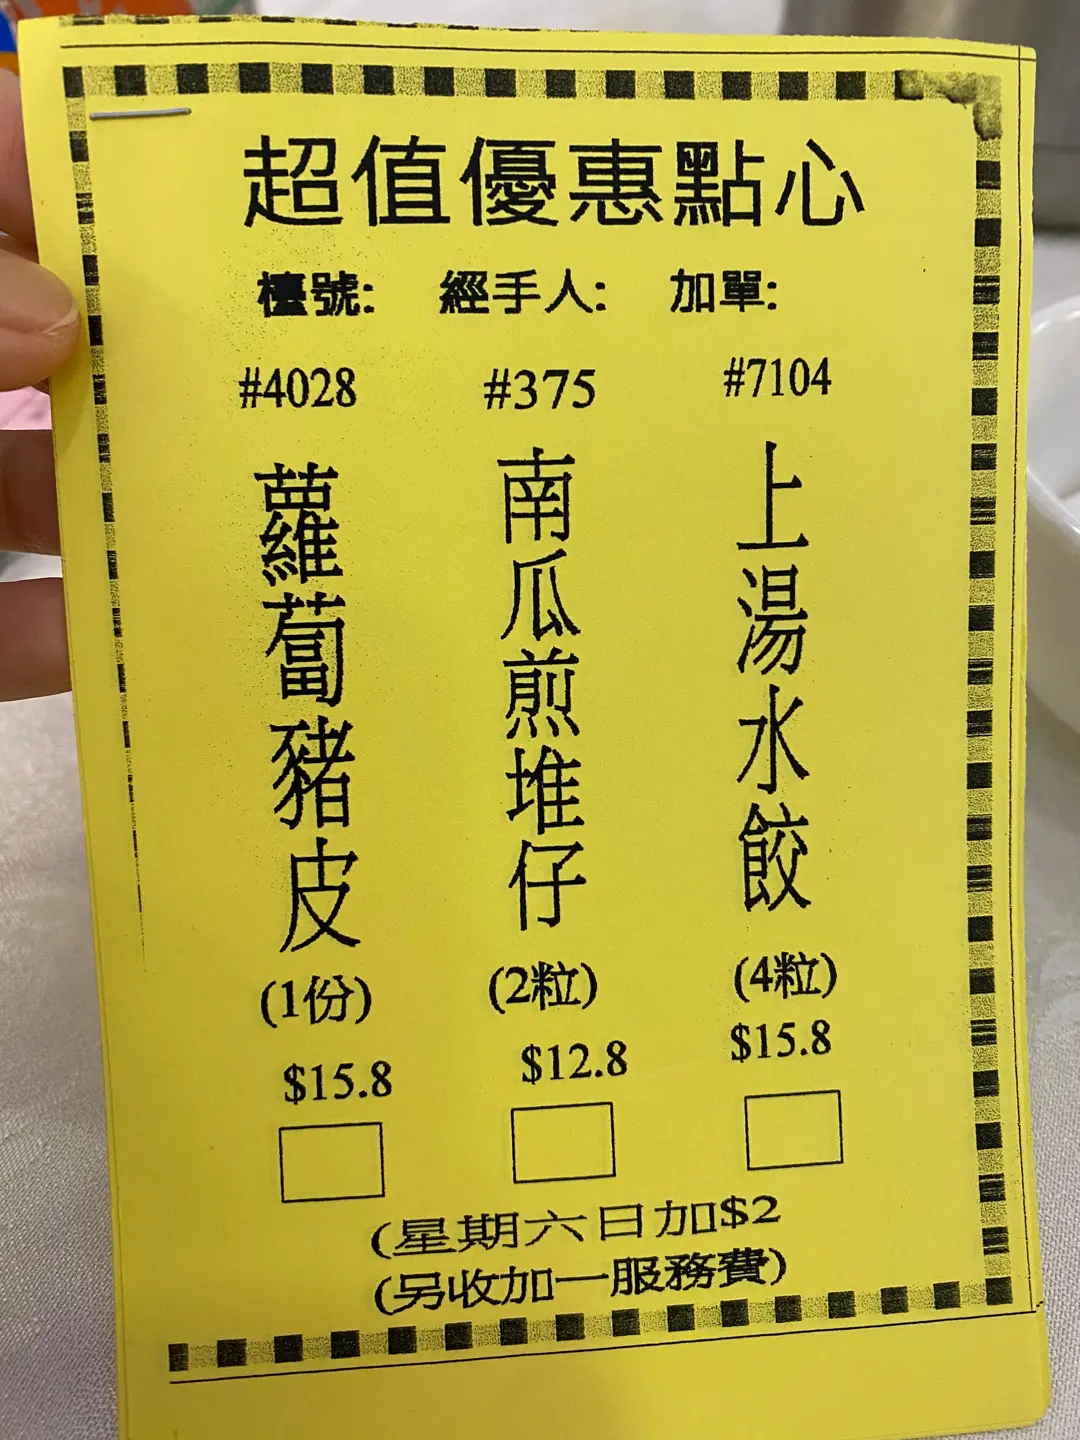 超值優惠點心
檯號: 經手人: 加單:
#4028 #375 #7104
蘿蔔豬皮
南瓜煎堆仔
上湯水餃
(1份) (2粒) (4粒)
$15.8 $12.8 $15.8
(星期六日加$2
(另收加一服務費)